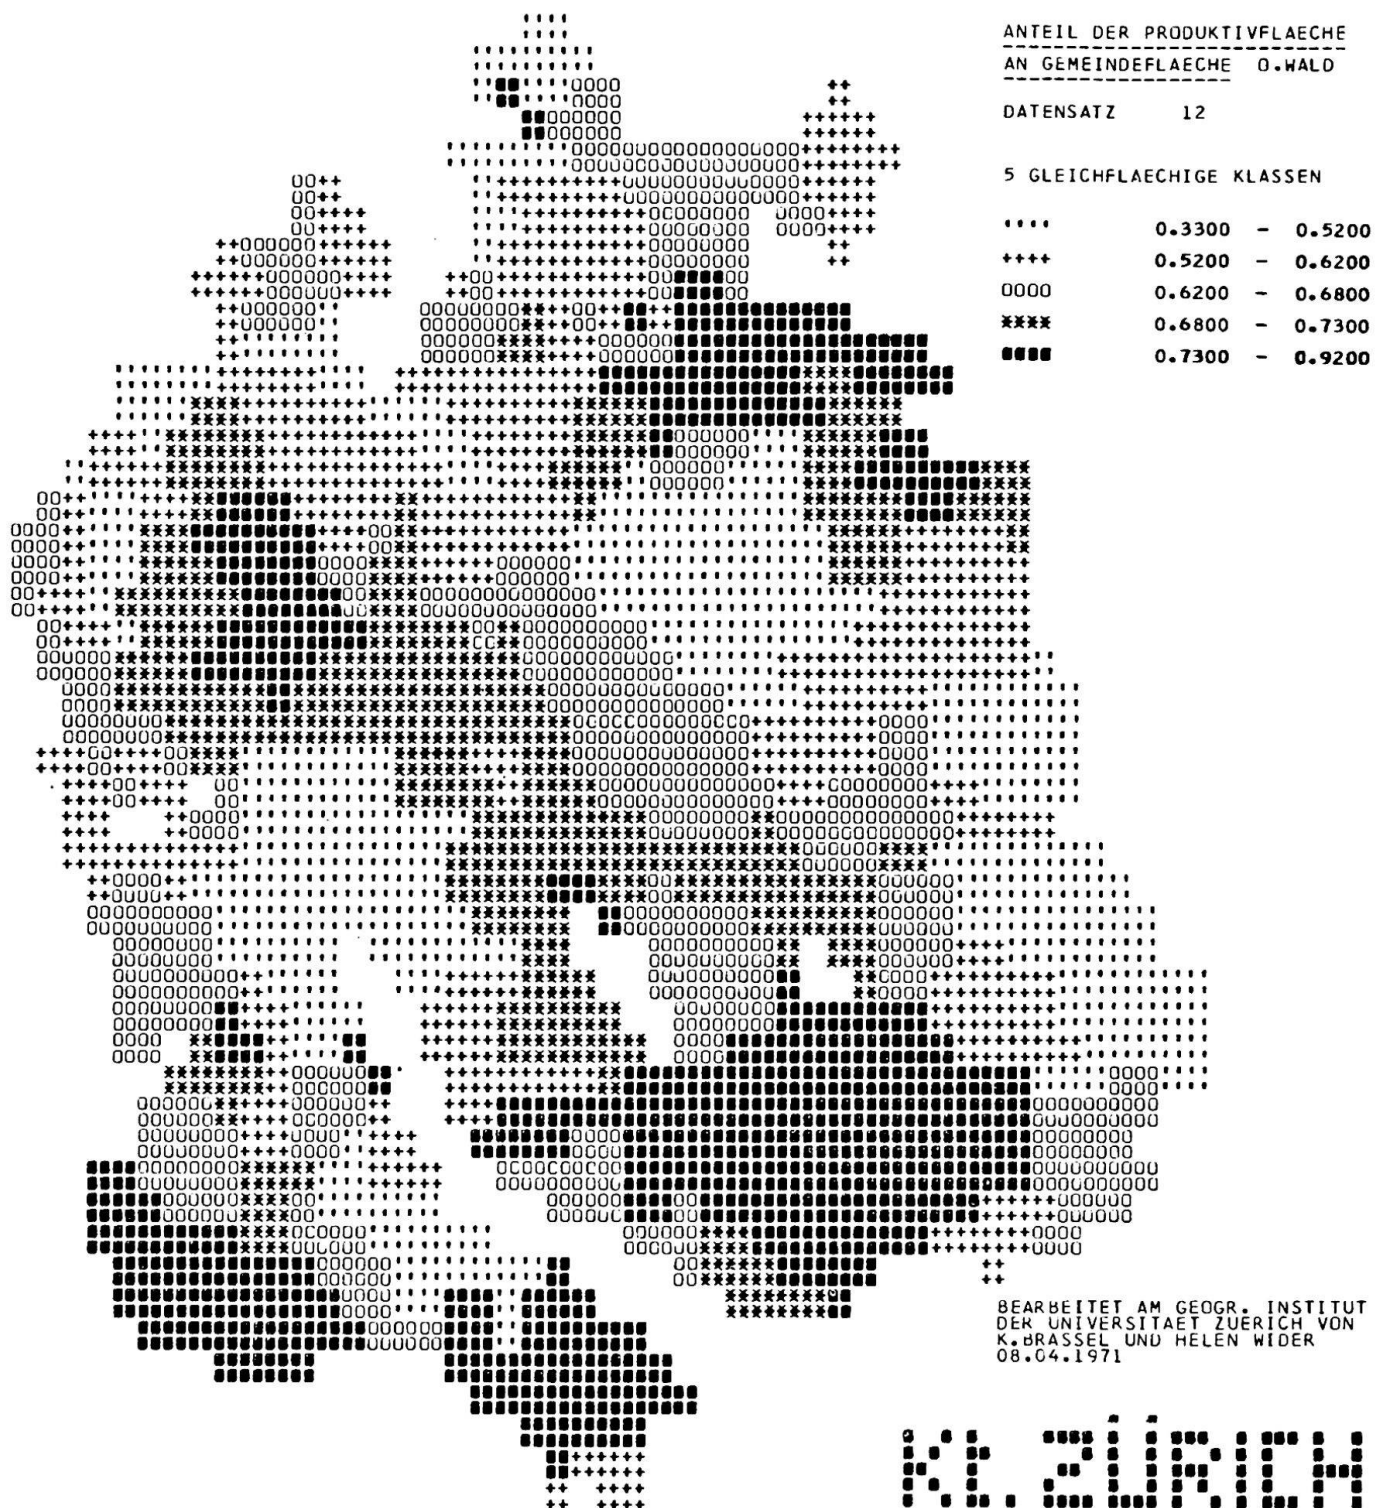 ANTEIL DER PRODUKTIVFLAECHE
AN GEMEINDEFLAECHE O.WALD
DATENSATZ 12
5 GLEICHFLAECHIGE KLASSEN
'''' 0.3300 - 0.5200
++++ 0.5200 - 0.6200
0000 0.6200 - 0.6800
**** 0.6800 - 0.7300
■■■■ 0.7300 - 0.9200
BEARBEITET AM GEOGR. INSTITUT
DER UNIVERSITAET ZUERICH VON
K.BRASSEL UND HELEN WIDER
08.04.1971
Kt. ZÜRICH